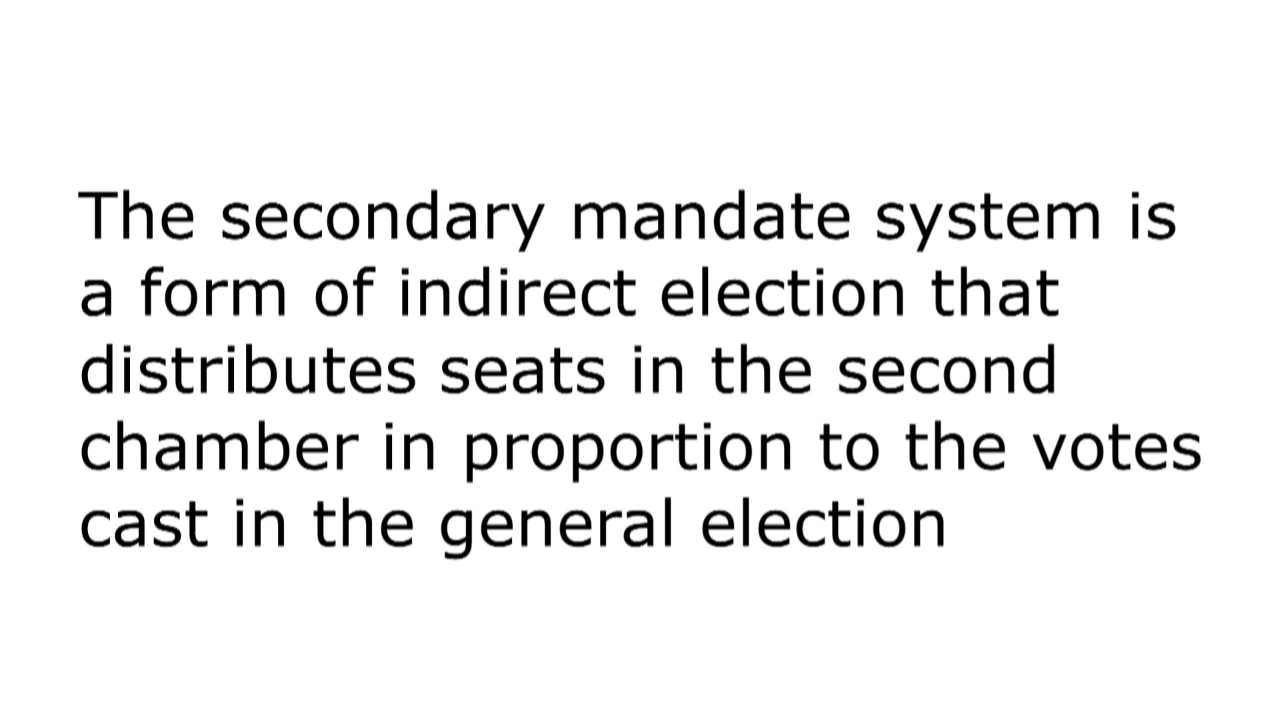 The secondary mandate system is
a form of indirect election that
distributes seats in the second
chamber in proportion to the votes
cast in the general election